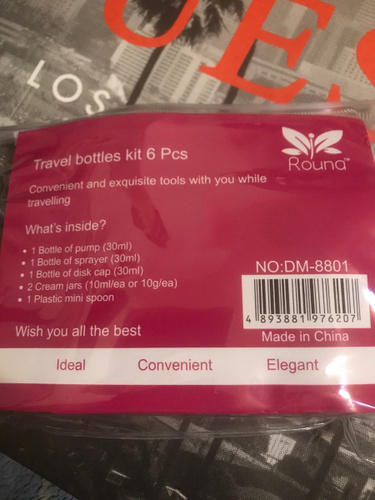 UES
LOS
Travel bottles kit 6 Pcs
Rouna™
Convenient and exquisite tools with you while
travelling
What's inside?
• 1 Bottle of pump (30ml)
• 1 Bottle of sprayer (30ml)
• 1 Bottle of disk cap (30ml)
• 2 Cream jars (10ml/ea or 10g/ea)
• 1 Plastic mini spoon
NO:DM-8801
4 893881 976207
Made in China
Wish you all the best
Ideal Convenient Elegant